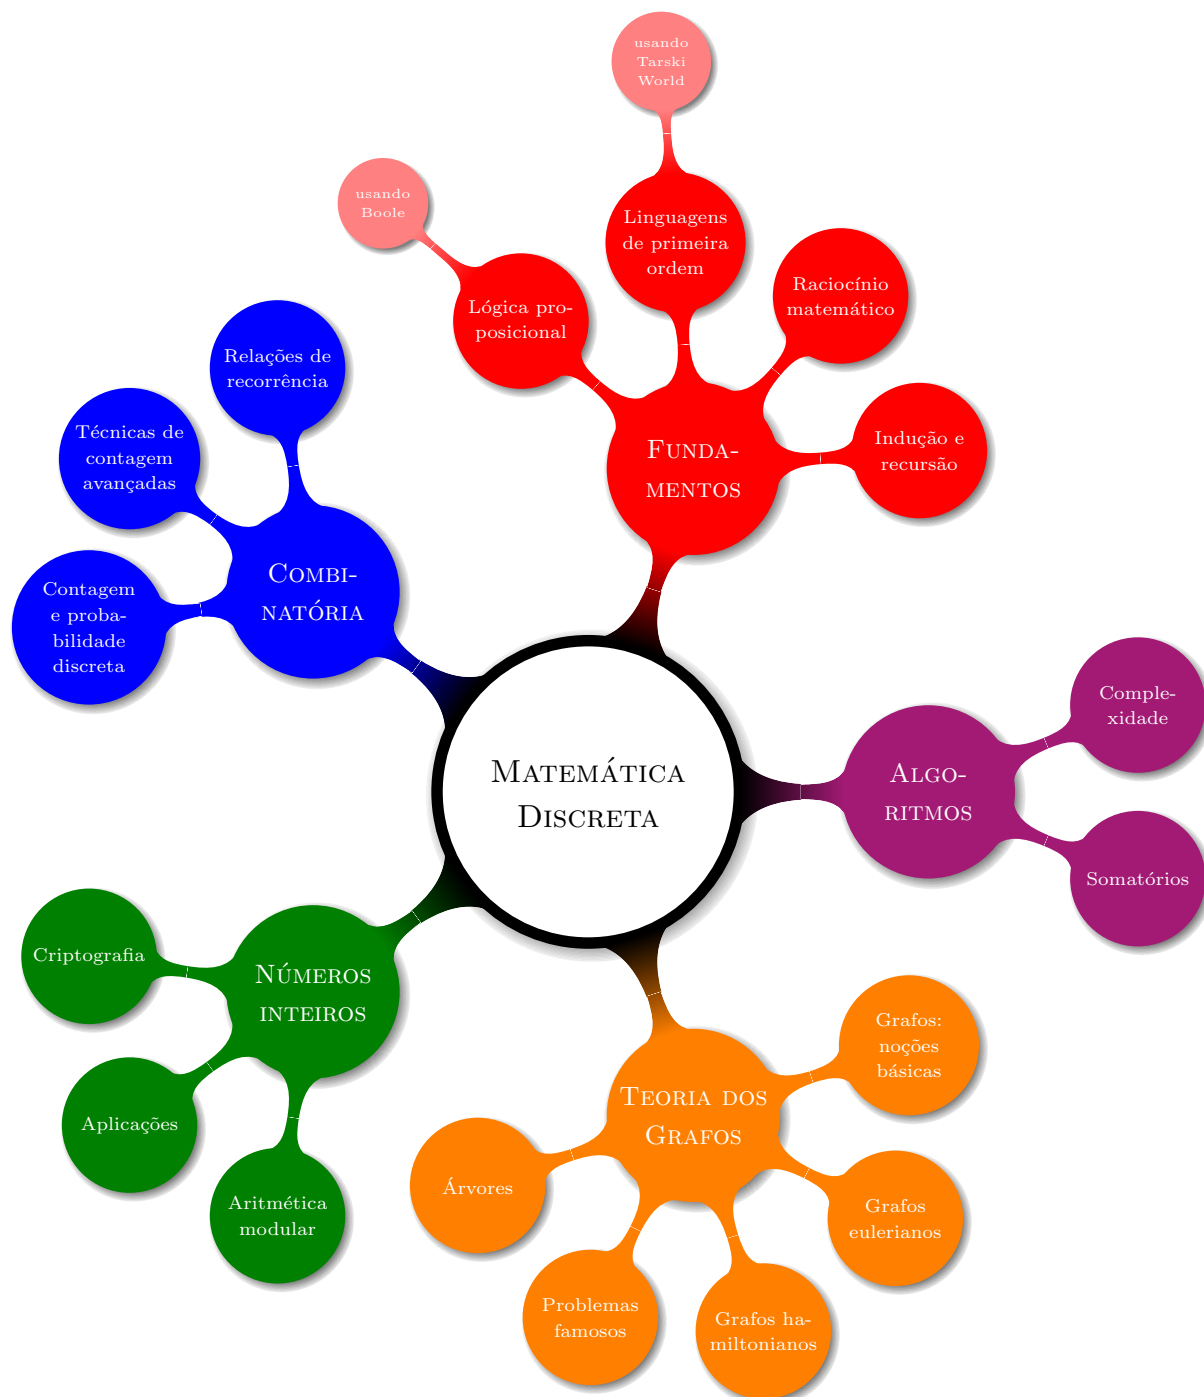 usando
Tarski
World
usando
Boole
Linguagens
de primeira
ordem
Raciocínio
matemático
Lógica pro-
posicional
Indução e
recursão
Funda-
mentos
Relações de
recorrência
Técnicas de
contagem
avançadas
Contagem
e proba-
bilidade
discreta
Combi-
natória
Matemática
Discreta
Comple-
xidade
Algo-
ritmos
Somatórios
Criptografia
Números
inteiros
Aplicações
Aritmética
modular
Grafos:
noções
básicas
Teoria dos
Grafos
Árvores
Grafos
eulerianos
Problemas
famosos
Grafos ha-
miltonianos